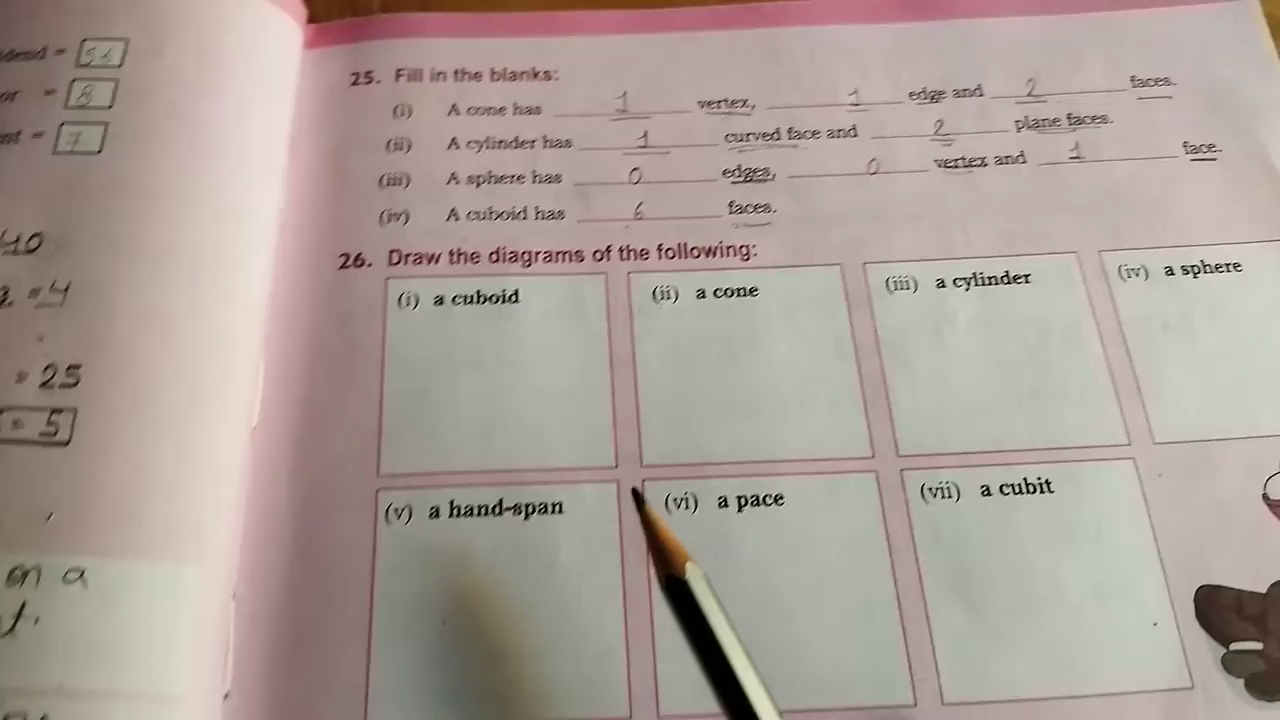 = 8
= 7
25. Fill in the blanks:
(i) A cone has 1 vertex, 1 edge and 2 faces.
(ii) A cylinder has 1 curved face and 2 plane faces.
(iii) A sphere has 0 edges, 0 vertex and 1 face.
(iv) A cuboid has 6 faces.
40
= 4
= 25
= 5
on a
26. Draw the diagrams of the following:
(i) a cuboid
(ii) a cone
(iii) a cylinder
(iv) a sphere
(v) a hand-span
(vi) a pace
(vii) a cubit